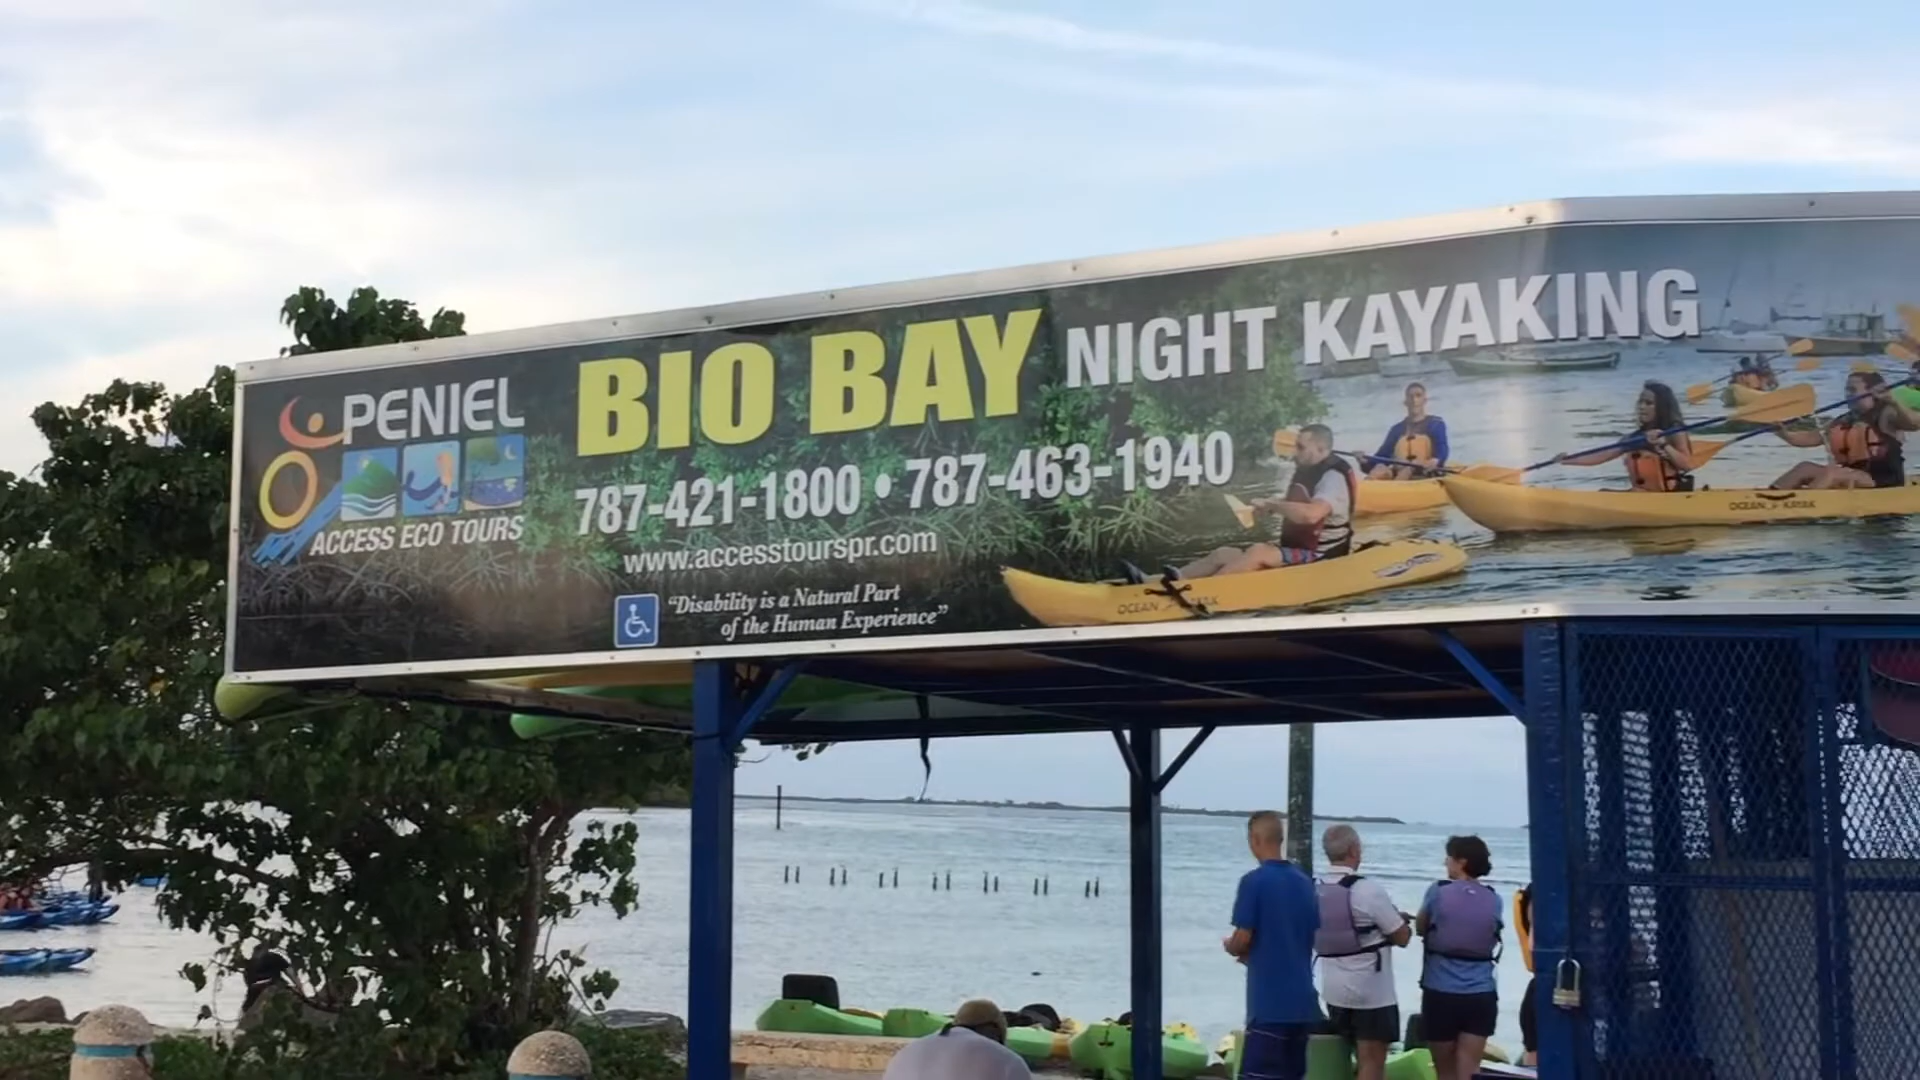 PENIEL
ACCESS ECO TOURS
BIO BAY NIGHT KAYAKING
787-421-1800 • 787-463-1940
www.accesstourspr.com
“Disability is a Natural Part
of the Human Experience”
OCEAN KAYAK
OCEAN KAYAK